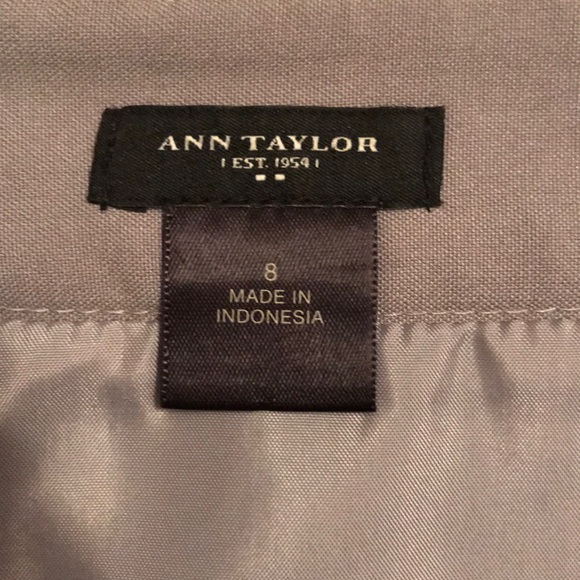 ANN TAYLOR
EST. 1954
8
MADE IN
INDONESIA